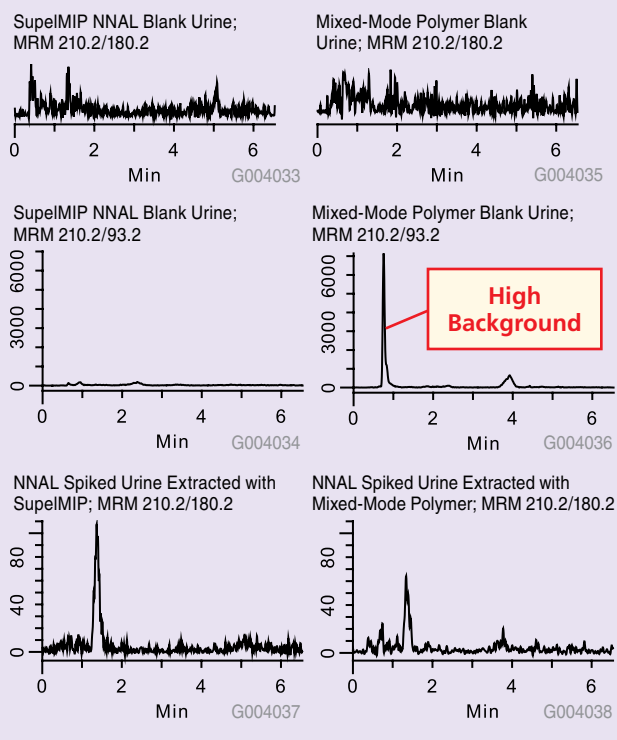 SupelMIP NNAL Blank Urine;
MRM 210.2/180.2
0 2 4 6
Min
G004033
Mixed-Mode Polymer Blank
Urine; MRM 210.2/180.2
0 2 4 6
Min
G004035
SupelMIP NNAL Blank Urine;
MRM 210.2/93.2
6000
3000
0
0 2 4 6
Min
G004034
Mixed-Mode Polymer Blank Urine;
MRM 210.2/93.2
6000
3000
0
High
Background
0 2 4 6
Min
G004036
NNAL Spiked Urine Extracted with
SupelMIP; MRM 210.2/180.2
80
40
0
0 2 4 6
Min
G004037
NNAL Spiked Urine Extracted with
Mixed-Mode Polymer; MRM 210.2/180.2
80
40
0
0 2 4 6
Min
G004038